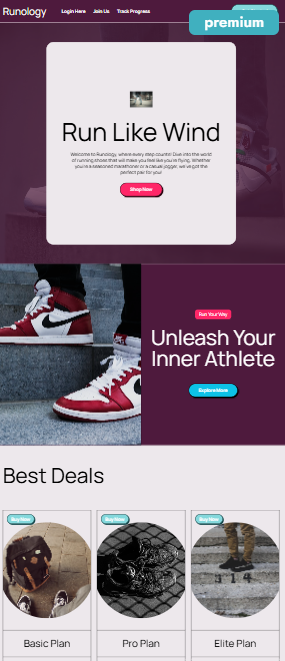 Runology
Login Here
Join Us
Track Progress
premium
Run Like Wind
Welcome to Runology, where every step counts! Dive into the world
of running shoes that will make you feel like you're flying. Whether
you're a seasoned marathoner or a casual jogger, we've got the
perfect pair for you!
Shop Now
Run Your Way
Unleash Your
Inner Athlete
Explore More
Best Deals
Buy Now
Buy Now
Buy Now
314
Basic Plan
Pro Plan
Elite Plan